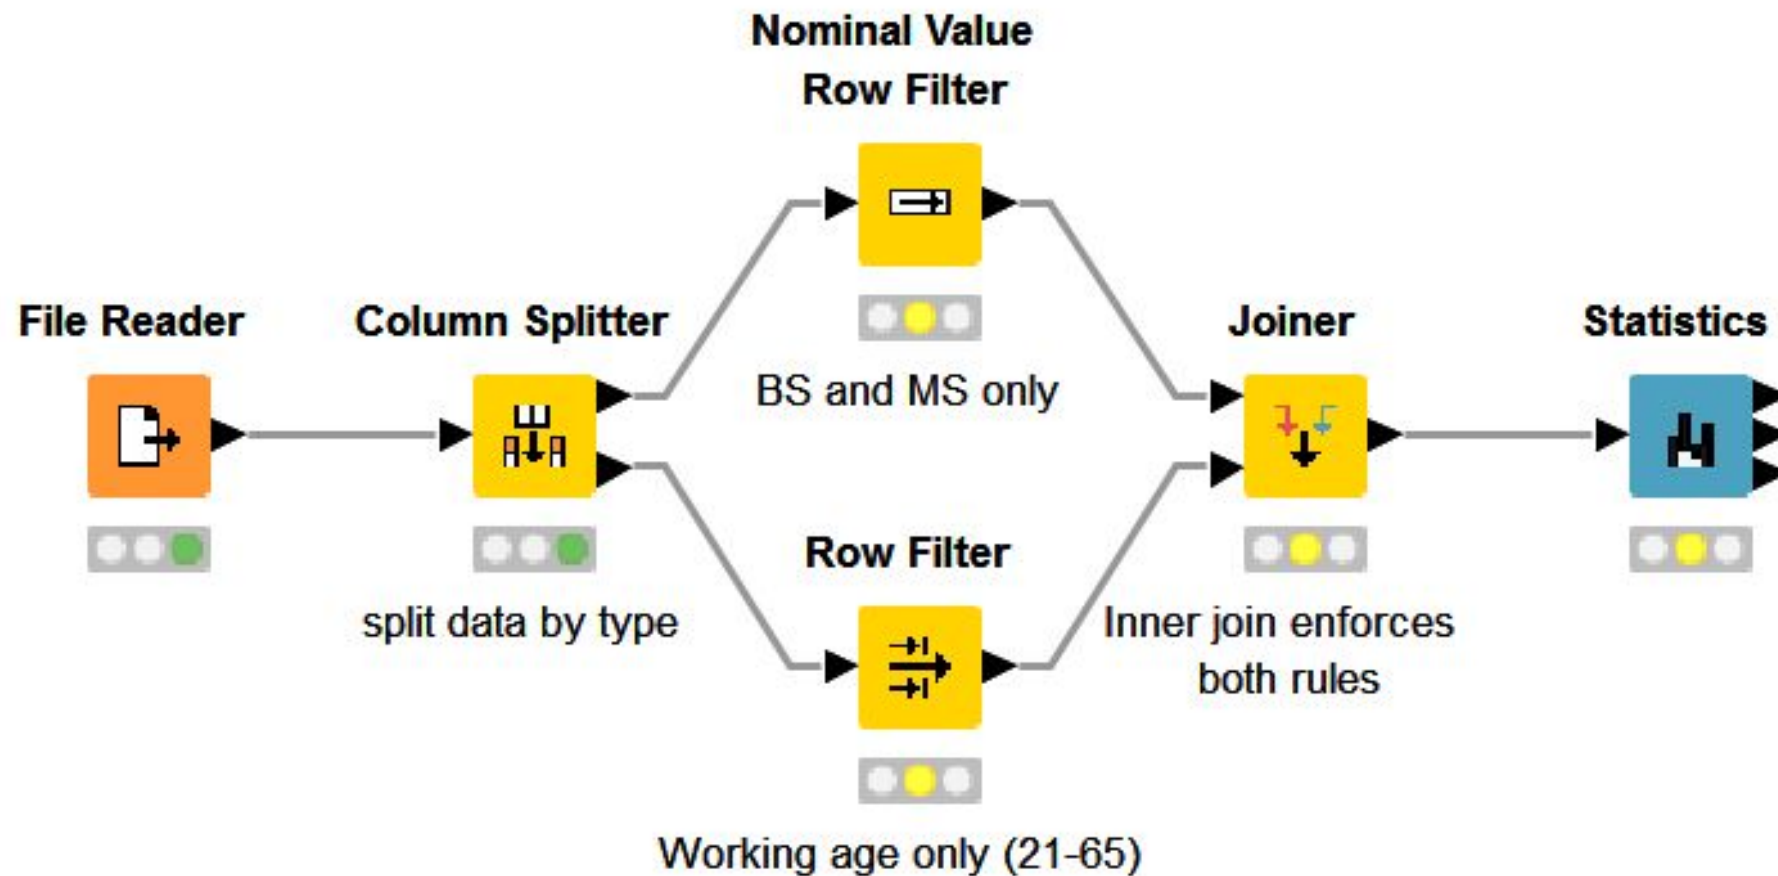 Nominal Value
Row Filter
BS and MS only
File Reader
Column Splitter
split data by type
Row Filter
Working age only (21-65)
Joiner
Inner join enforces
both rules
Statistics